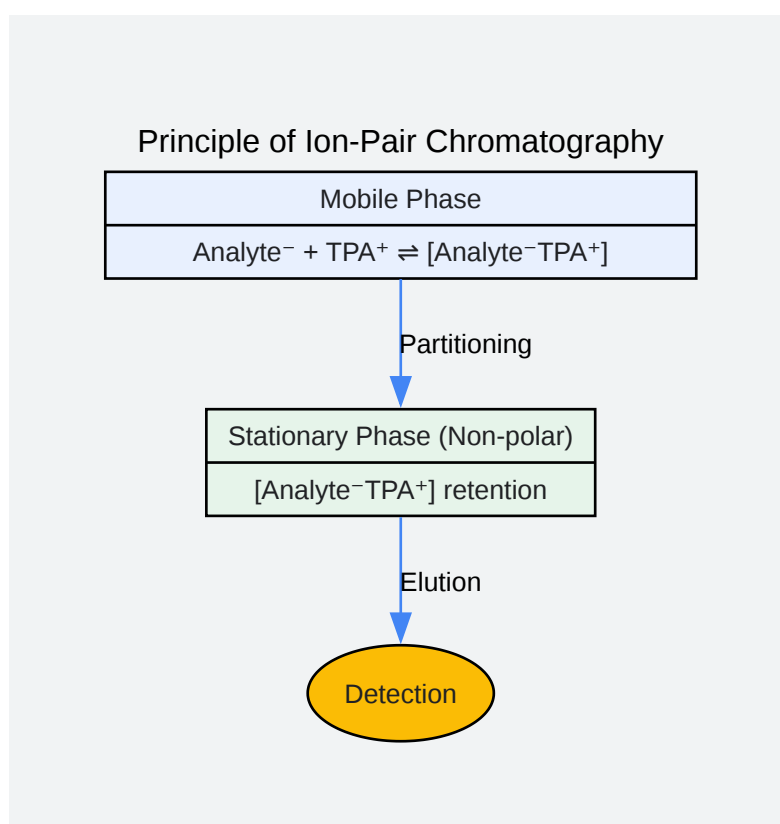 Principle of Ion-Pair Chromatography
Mobile Phase
Analyte⁻ + TPA⁺ ⇌ [Analyte⁻TPA⁺]
Partitioning
Stationary Phase (Non-polar)
[Analyte⁻TPA⁺] retention
Elution
Detection